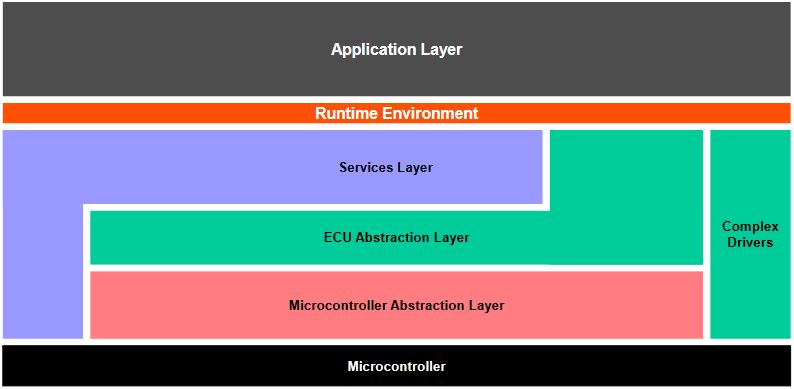 Application Layer
Runtime Environment
Services Layer
ECU Abstraction Layer
Complex
Drivers
Microcontroller Abstraction Layer
Microcontroller